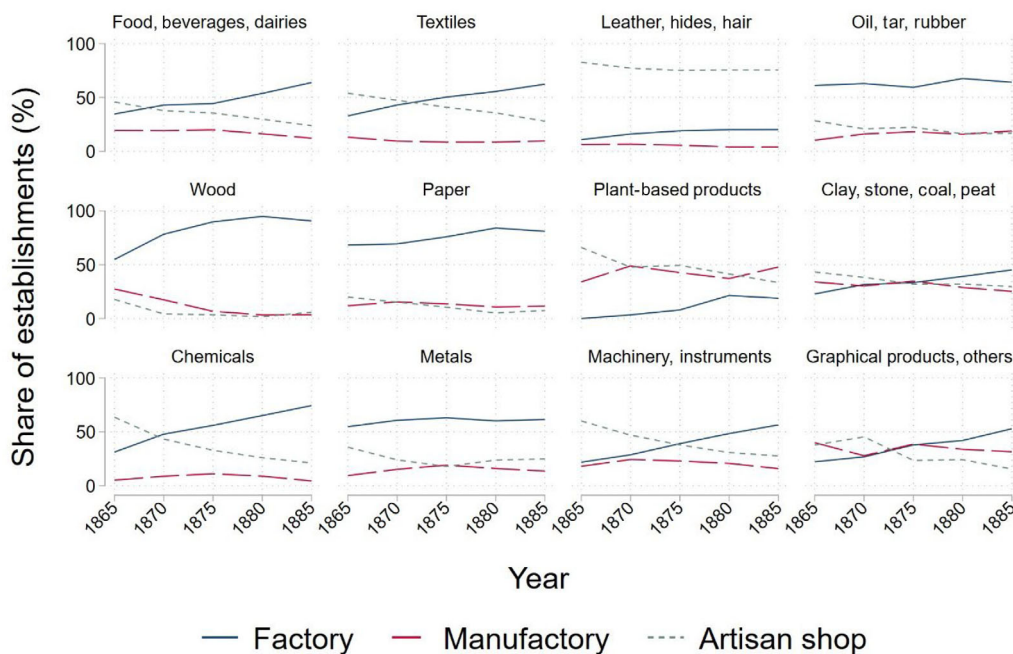 Share of establishments (%)
Food, beverages, dairies
Textiles
Leather, hides, hair
Oil, tar, rubber
100
50
0
Wood
Paper
Plant-based products
Clay, stone, coal, peat
100
50
0
Chemicals
Metals
Machinery, instruments
Graphical products, others
100
50
0
1865 1870 1875 1880 1885
1865 1870 1875 1880 1885
1865 1870 1875 1880 1885
1865 1870 1875 1880 1885
Year
Factory Manufactory Artisan shop